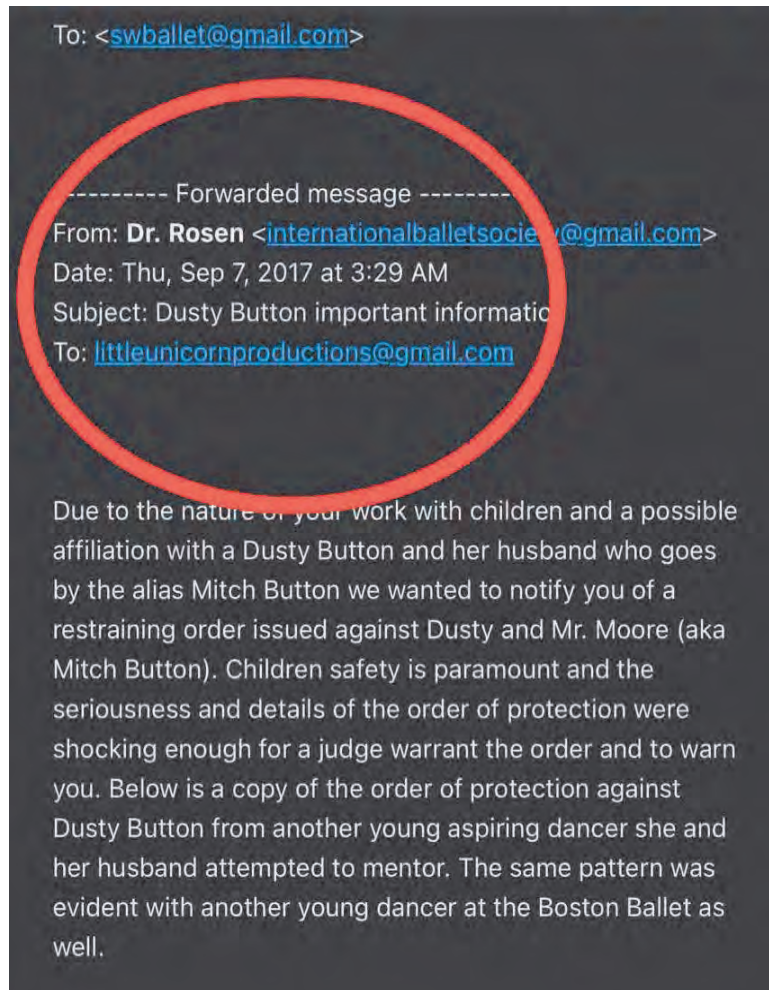 To: <swballet@gmail.com>
--------- Forwarded message --------
From: Dr. Rosen <internationalballetsocie y@gmail.com>
Date: Thu, Sep 7, 2017 at 3:29 AM
Subject: Dusty Button important informatio
To: littleunicornproductions@gmail.com
Due to the nature of your work with children and a possible
affiliation with a Dusty Button and her husband who goes
by the alias Mitch Button we wanted to notify you of a
restraining order issued against Dusty and Mr. Moore (aka
Mitch Button). Children safety is paramount and the
seriousness and details of the order of protection were
shocking enough for a judge warrant the order and to warn
you. Below is a copy of the order of protection against
Dusty Button from another young aspiring dancer she and
her husband attempted to mentor. The same pattern was
evident with another young dancer at the Boston Ballet as
well.